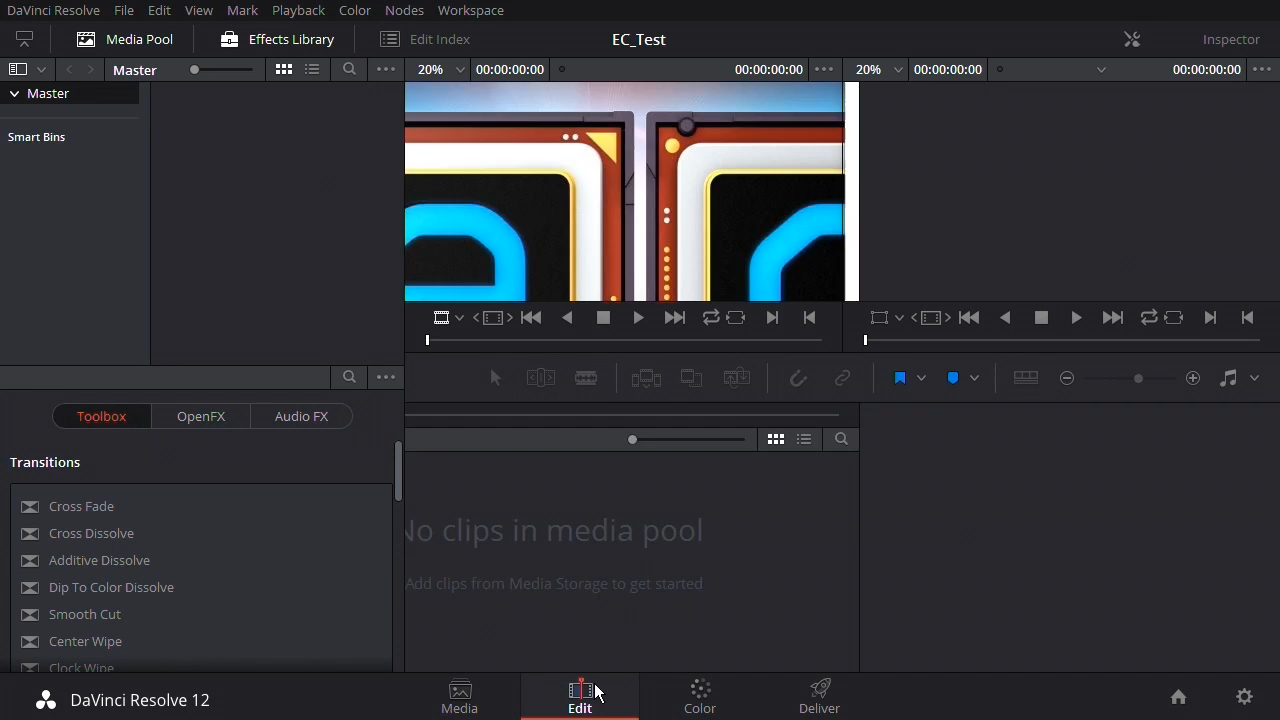 DaVinci Resolve File Edit View Mark Playback Color Nodes Workspace
Media Pool Effects Library Edit Index EC_Test Inspector
Master 20% 00:00:00:00 00:00:00:00 20% 00:00:00:00 00:00:00:00
Master
Smart Bins
Toolbox OpenFX Audio FX
Transitions
Cross Fade
Cross Dissolve
Additive Dissolve
Dip To Color Dissolve
Smooth Cut
Center Wipe
Clock Wipe
No clips in media pool
Add clips from Media Storage to get started
DaVinci Resolve 12
Media Edit Color Deliver